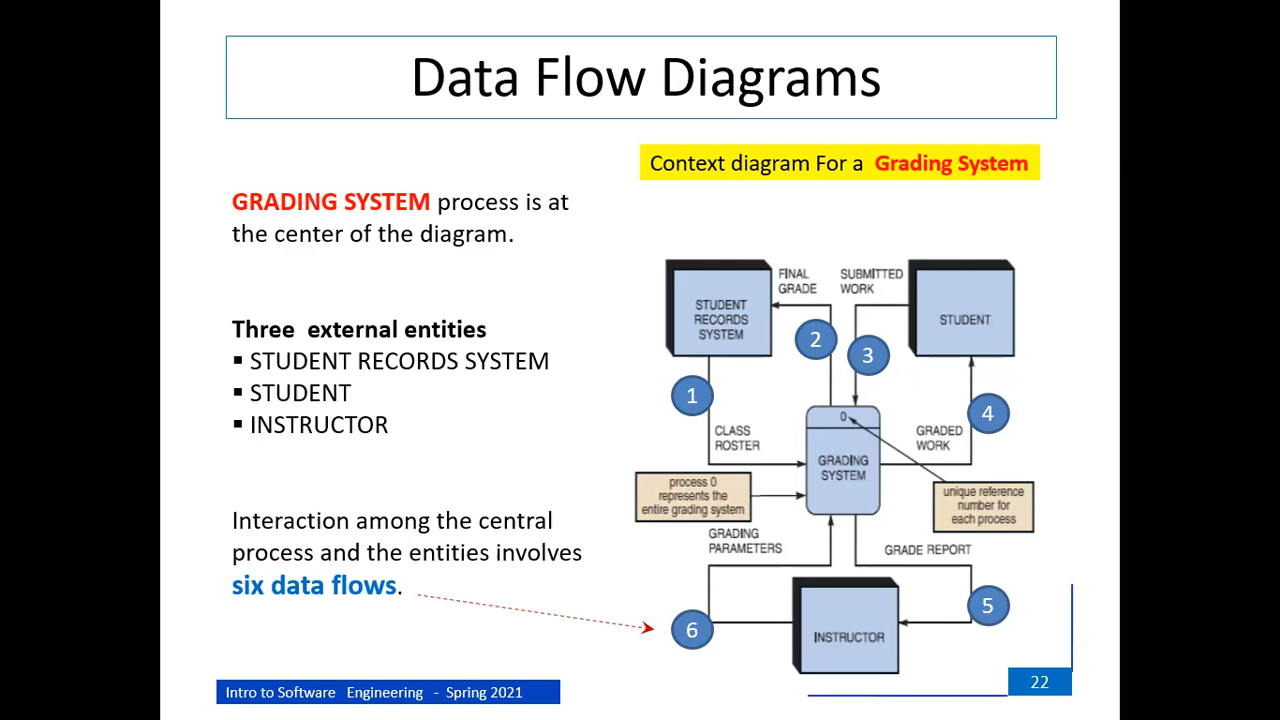 Data Flow Diagrams
Context diagram For a Grading System
GRADING SYSTEM process is at
the center of the diagram.
Three external entities
▪ STUDENT RECORDS SYSTEM
▪ STUDENT
▪ INSTRUCTOR
Interaction among the central
process and the entities involves
six data flows.
STUDENT
RECORDS
SYSTEM
FINAL
GRADE
SUBMITTED
WORK
STUDENT
2
3
1
4
CLASS
ROSTER
0
GRADING
SYSTEM
GRADED
WORK
process 0
represents the
entire grading system
unique reference
number for
each process
GRADING
PARAMETERS
GRADE REPORT
6
INSTRUCTOR
5
Intro to Software Engineering - Spring 2021
22